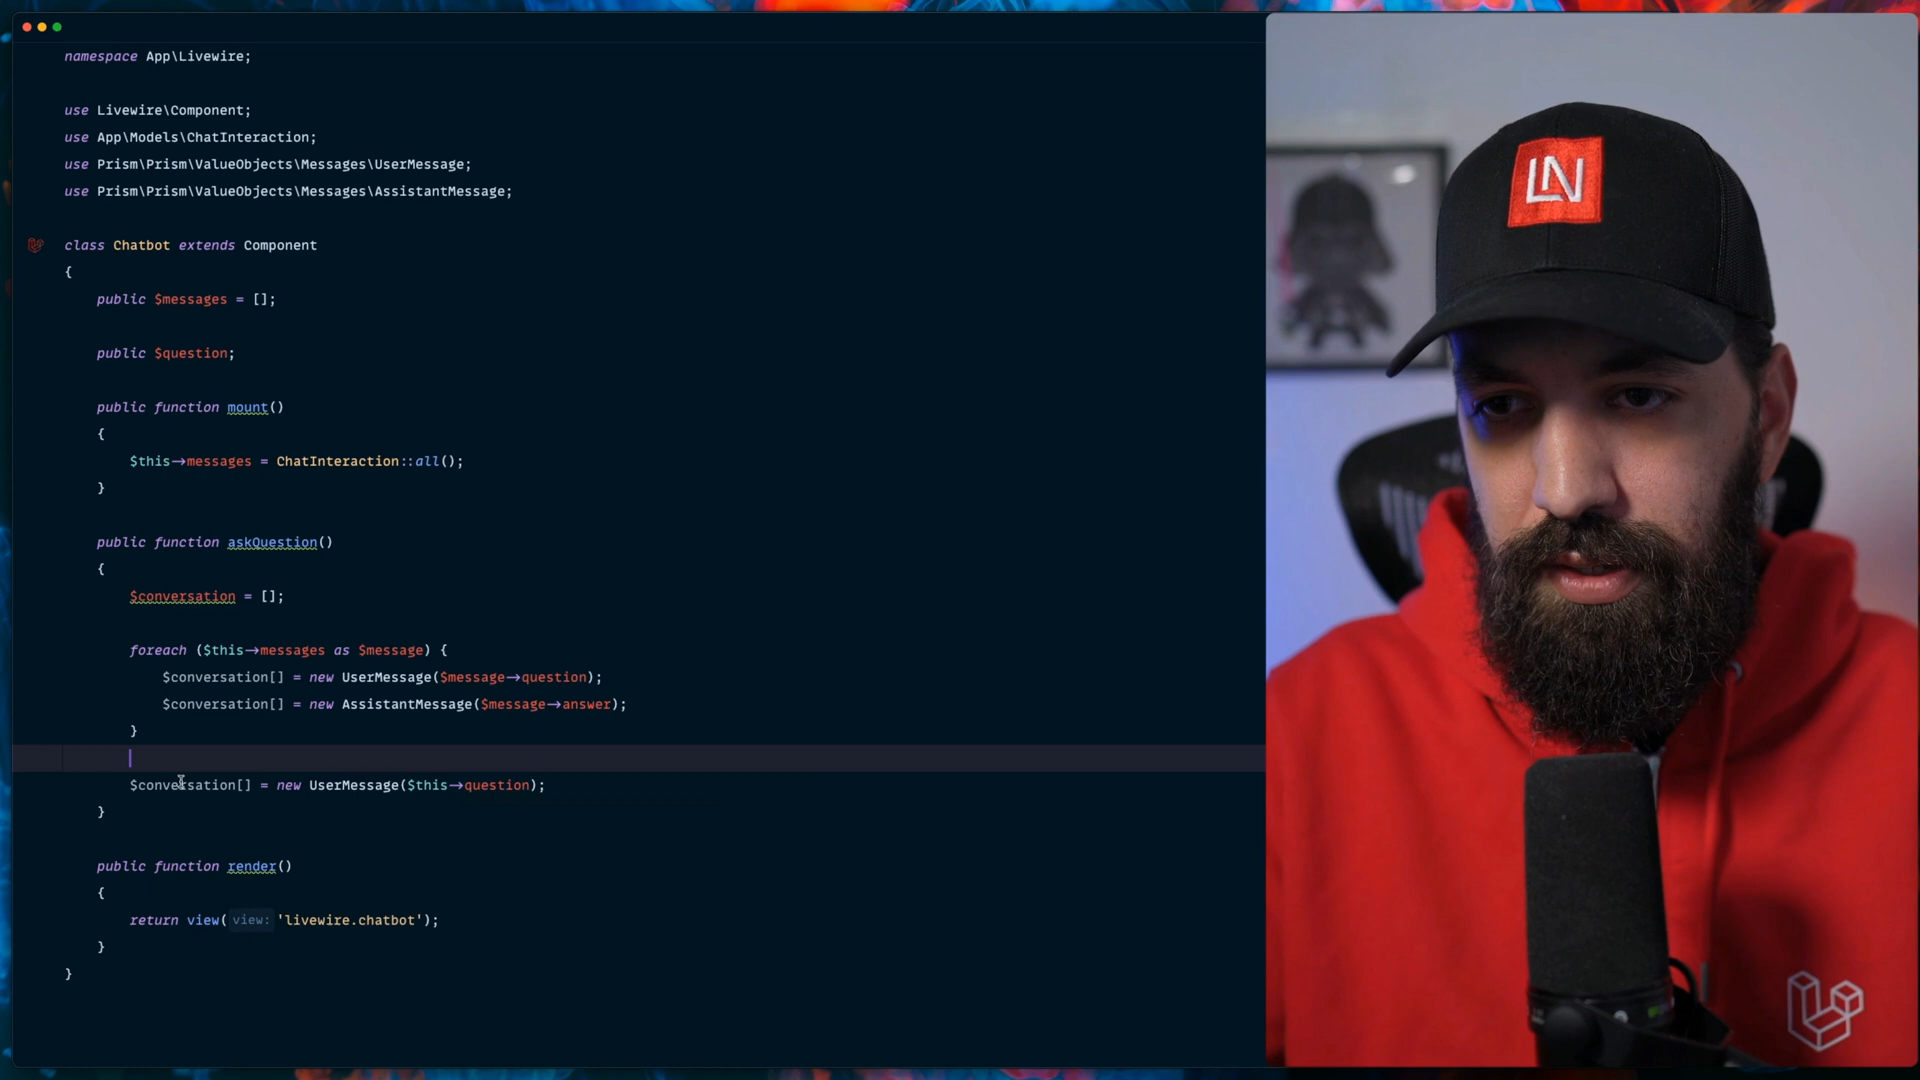 namespace App\Livewire;
use Livewire\Component;
use App\Models\ChatInteraction;
use Prism\Prism\ValueObjects\Messages\UserMessage;
use Prism\Prism\ValueObjects\Messages\AssistantMessage;
class Chatbot extends Component
{
public $messages = [];
public $question;
public function mount()
{
$this->messages = ChatInteraction::all();
}
public function askQuestion()
{
$conversation = [];
foreach ($this->messages as $message) {
$conversation[] = new UserMessage($message->question);
$conversation[] = new AssistantMessage($message->answer);
}
$conversation[] = new UserMessage($this->question);
}
public function render()
{
return view(view: 'livewire.chatbot');
}
}
LN